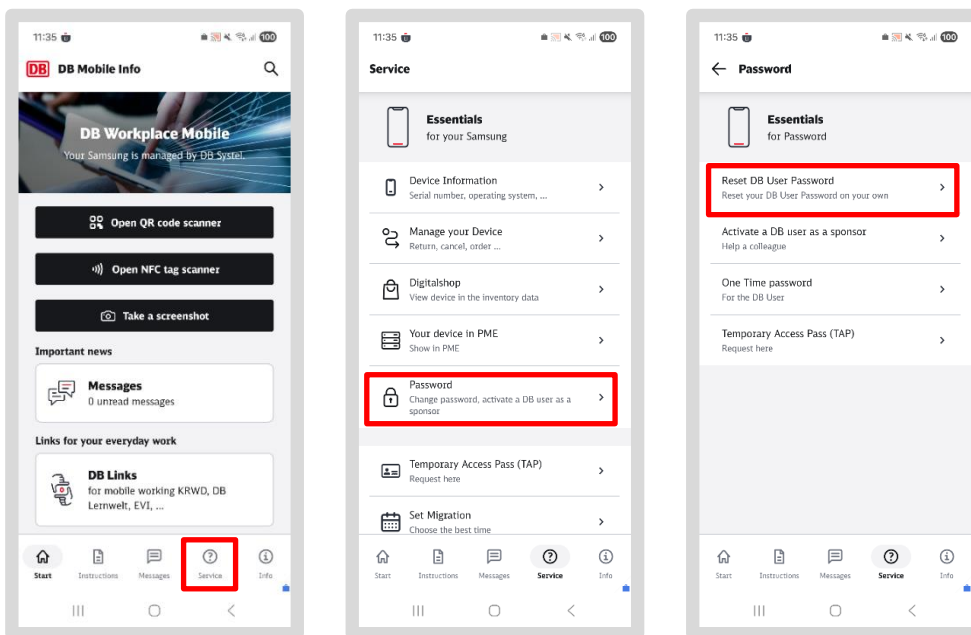 11:35
100
DB DB Mobile Info
DB Workplace Mobile
Your Samsung is managed by DB Systel.
Open QR code scanner
Open NFC tag scanner
Take a screenshot
Important news
Messages
0 unread messages
Links for your everyday work
DB Links
for mobile working KRWD, DB
Lernwelt, EVI, ...
Start
Instructions
Messages
Service
Info
11:35
100
Service
Essentials
for your Samsung
Device Information
Serial number, operating system, ...
Manage your Device
Return, cancel, order ...
Digitalshop
View device in the inventory data
Your device in PME
Show in PME
Password
Change password, activate a DB user as a
sponsor
Temporary Access Pass (TAP)
Request here
Set Migration
Choose the best time
Start
Instructions
Messages
Service
Info
11:35
100
Password
Essentials
for Password
Reset DB User Password
Reset your DB User Password on your own
Activate a DB user as a sponsor
Help a colleague
One Time password
For the DB User
Temporary Access Pass (TAP)
Request here
Start
Instructions
Messages
Service
Info